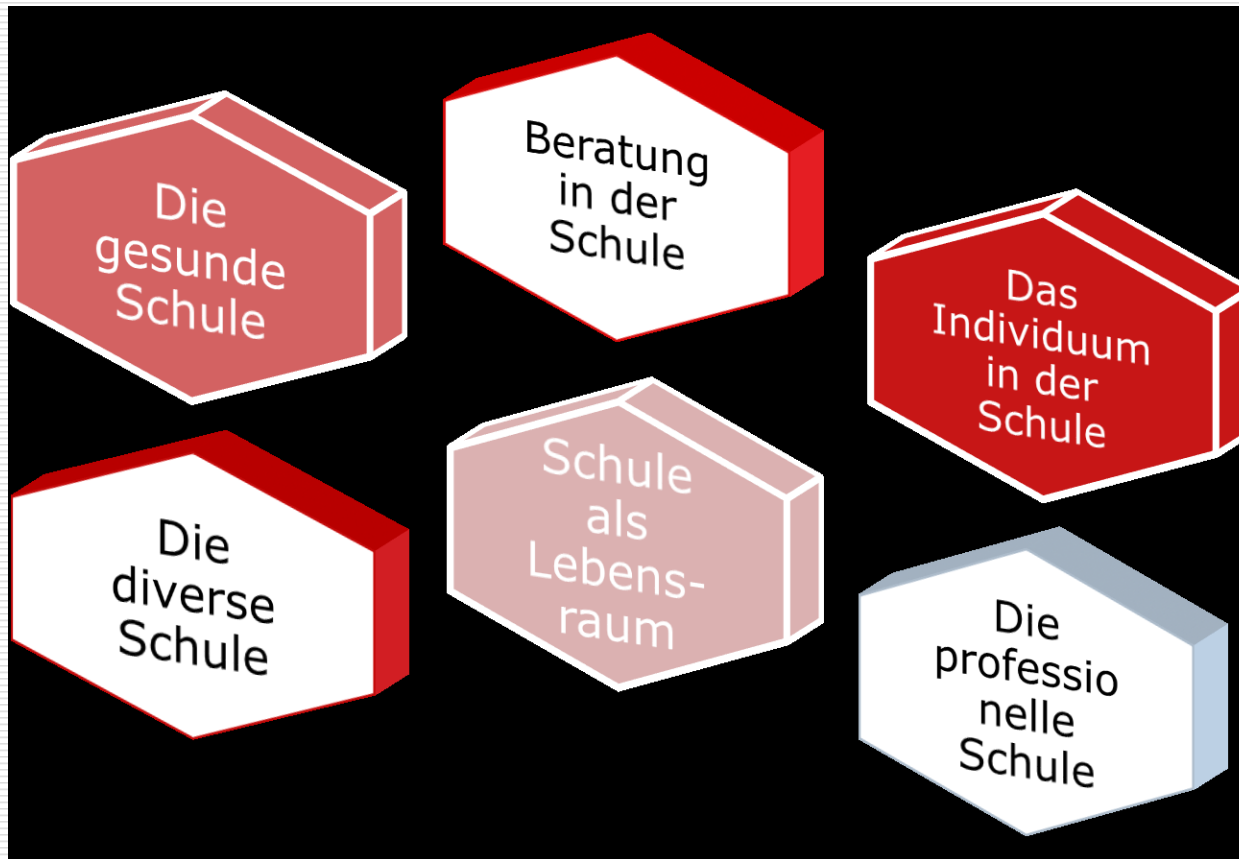 Die
gesunde
Schule
Beratung
in der
Schule
Das
Individuum
in der
Schule
Die
diverse
Schule
Schule
als
Lebens-
raum
Die
professio
nelle
Schule